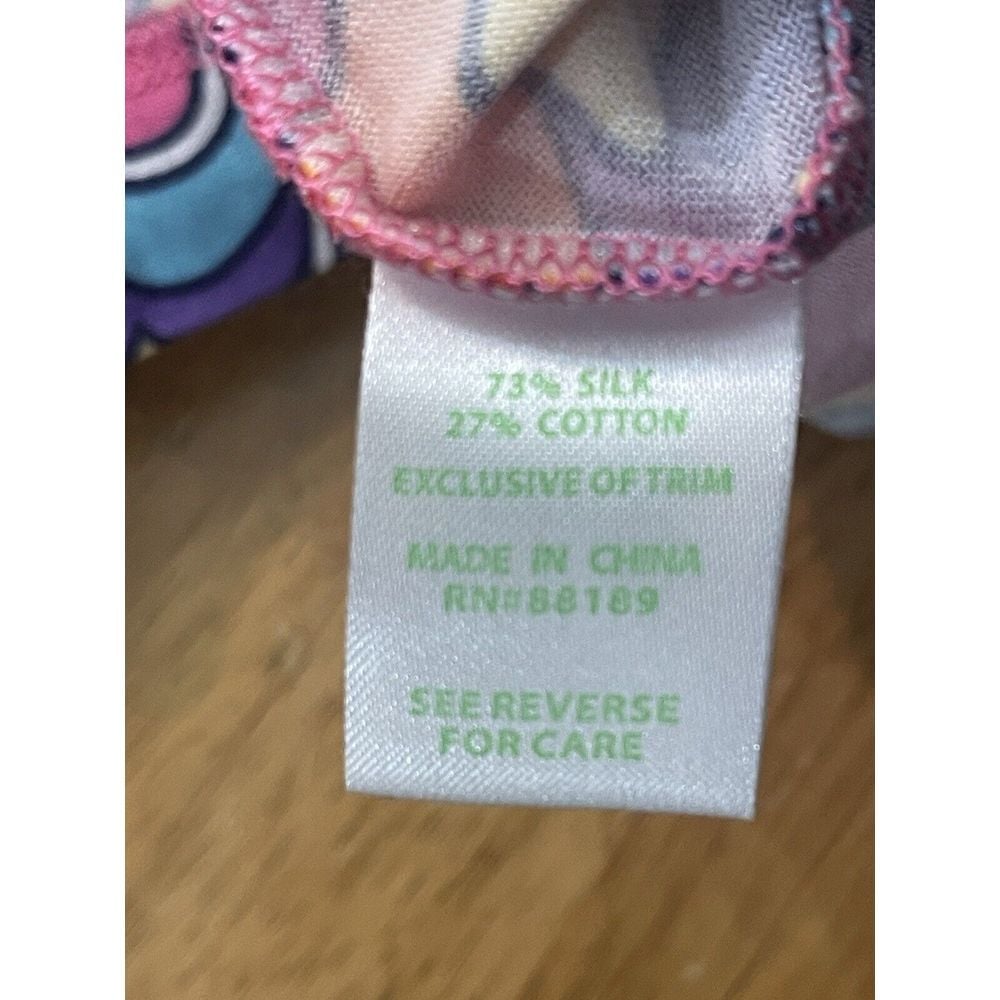 73% SILK
27% COTTON
EXCLUSIVE OF TRIM
MADE IN CHINA
RN#88189
SEE REVERSE
FOR CARE